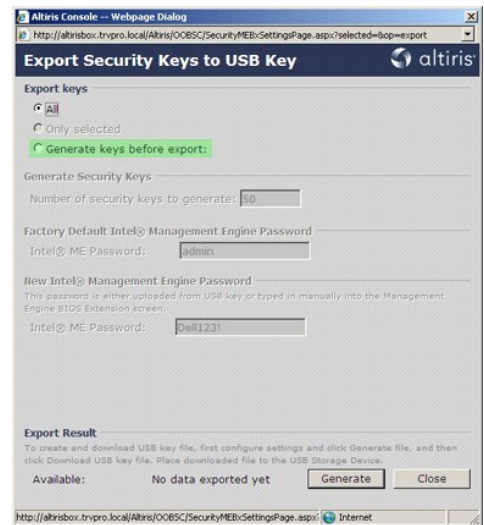 Altiris Console -- Webpage Dialog
http://altirisbox.trvpro.local/Altiris/OOBSC/SecurityMEBxSettingsPage.aspx?selected=&op=export
Export Security Keys to USB Key
altiris
Export keys
All
Only selected
Generate keys before export:
Generate Security Keys
Number of security keys to generate: 50
Factory Default Intel® Management Engine Password
Intel® ME Password: admin
New Intel® Management Engine Password
This password is either uploaded from USB key or typed in manually into the Management
Engine BIOS Extension screen.
Intel® ME Password: Dell123!
Export Result
To create and download USB key file, first configure settings and click Generate file, and then
click Download USB key file. Place downloaded file to the USB Storage Device.
Available: No data exported yet Generate Close
http://altirisbox.trvpro.local/Altiris/OOBSC/SecurityMEBxSettingsPage.aspx Internet